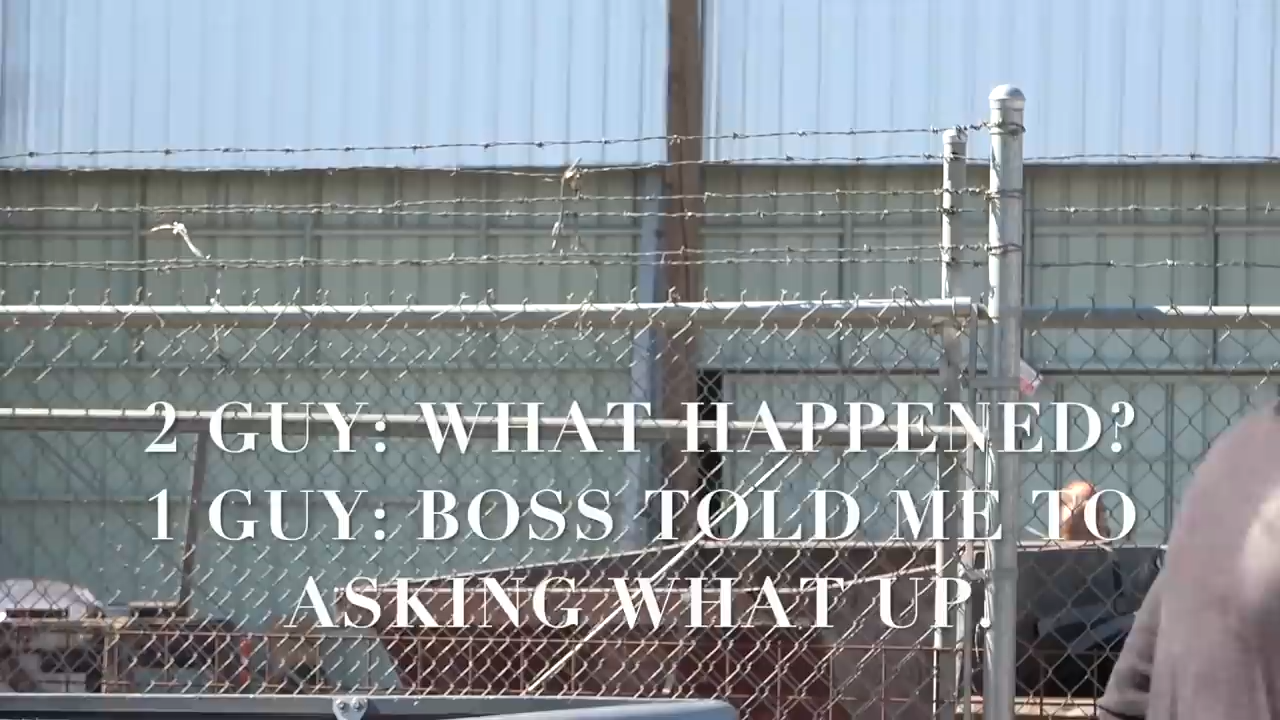 2 GUY: WHAT HAPPENED?
1 GUY: BOSS TOLD ME TO
ASKING WHAT UP.